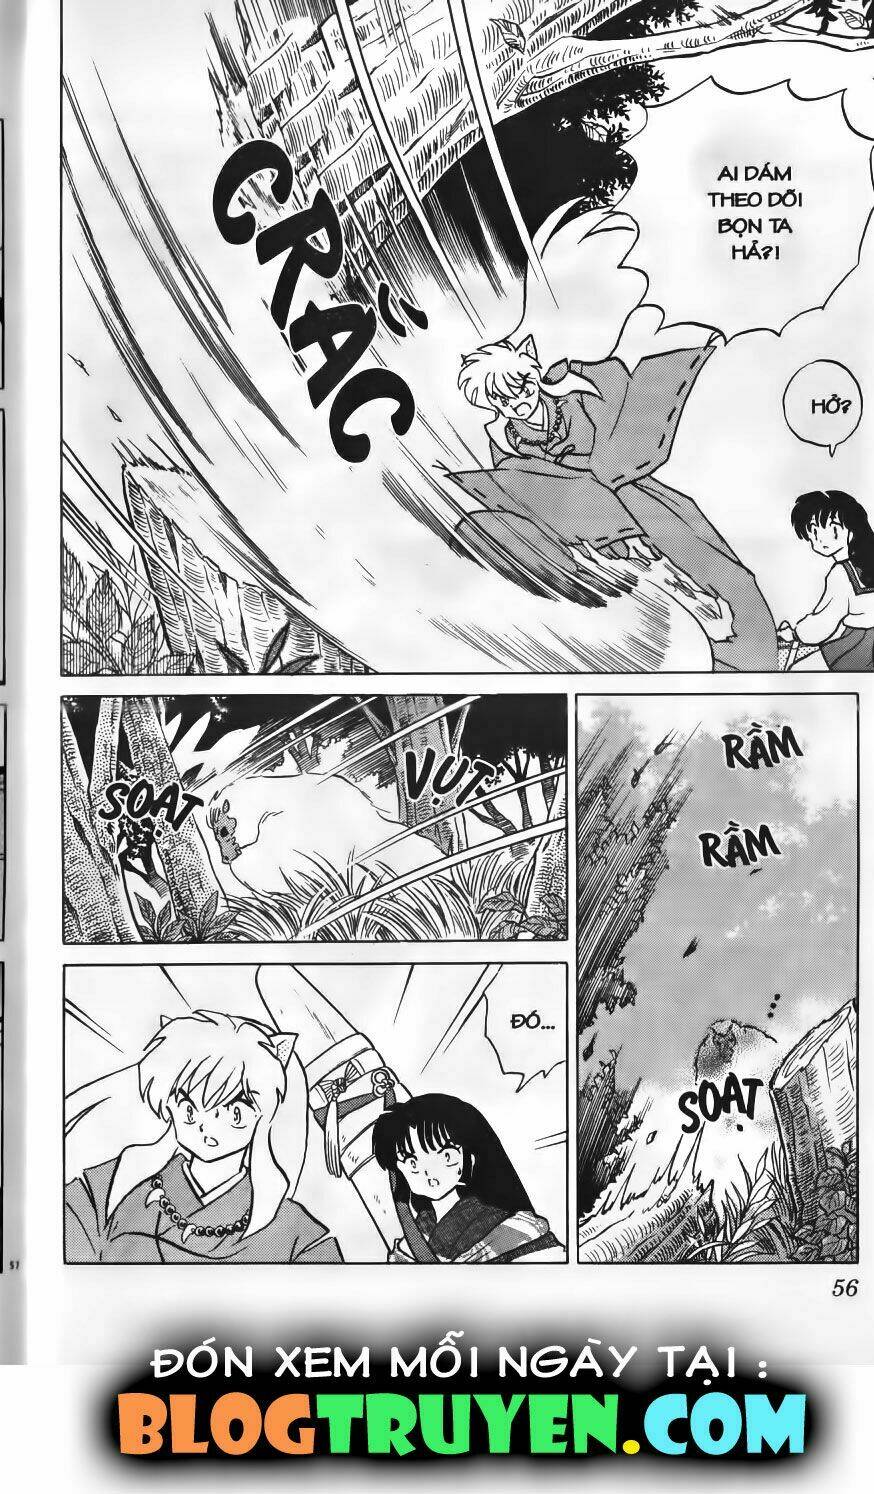 AI DÁM
THEO DÕI
BỌN TA
HẢ?!
CRẮC
HỞ?
RẦM
RẦM
SOẠT
SOẠT
VỤT
ĐÓ...
57
56
ĐÓN XEM MỖI NGÀY TẠI :
BLOGTRUYEN.COM